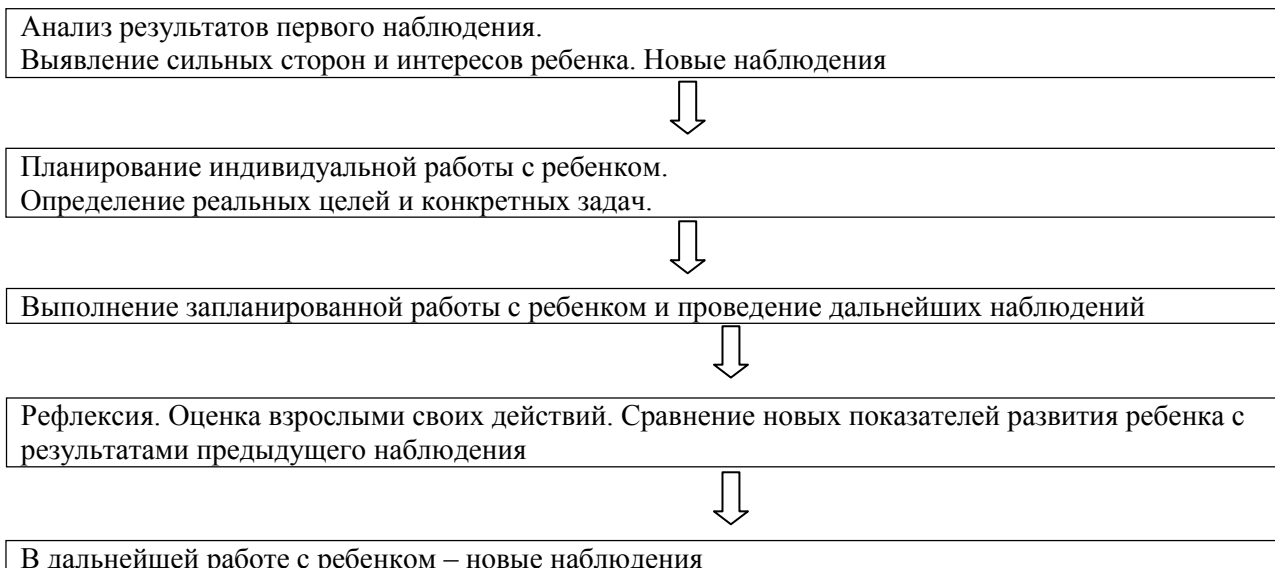 Анализ результатов первого наблюдения.
Выявление сильных сторон и интересов ребенка. Новые наблюдения
Планирование индивидуальной работы с ребенком.
Определение реальных целей и конкретных задач.
Выполнение запланированной работы с ребенком и проведение дальнейших наблюдений
Рефлексия. Оценка взрослыми своих действий. Сравнение новых показателей развития ребенка с
результатами предыдущего наблюдения
В дальнейшей работе с ребенком – новые наблюдения